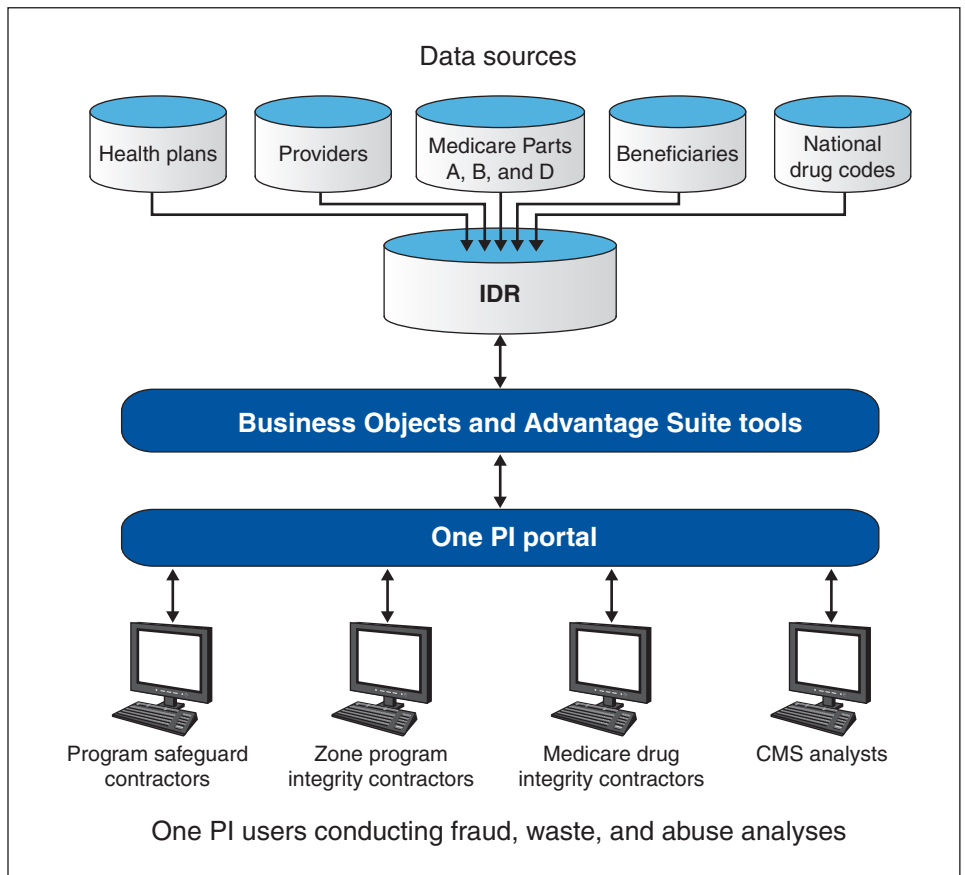 Data sources
Health plans
Providers
Medicare Parts
A, B, and D
Beneficiaries
National
drug codes
IDR
Business Objects and Advantage Suite tools
One PI portal
Program safeguard
contractors
Zone program
integrity contractors
Medicare drug
integrity contractors
CMS analysts
One PI users conducting fraud, waste, and abuse analyses